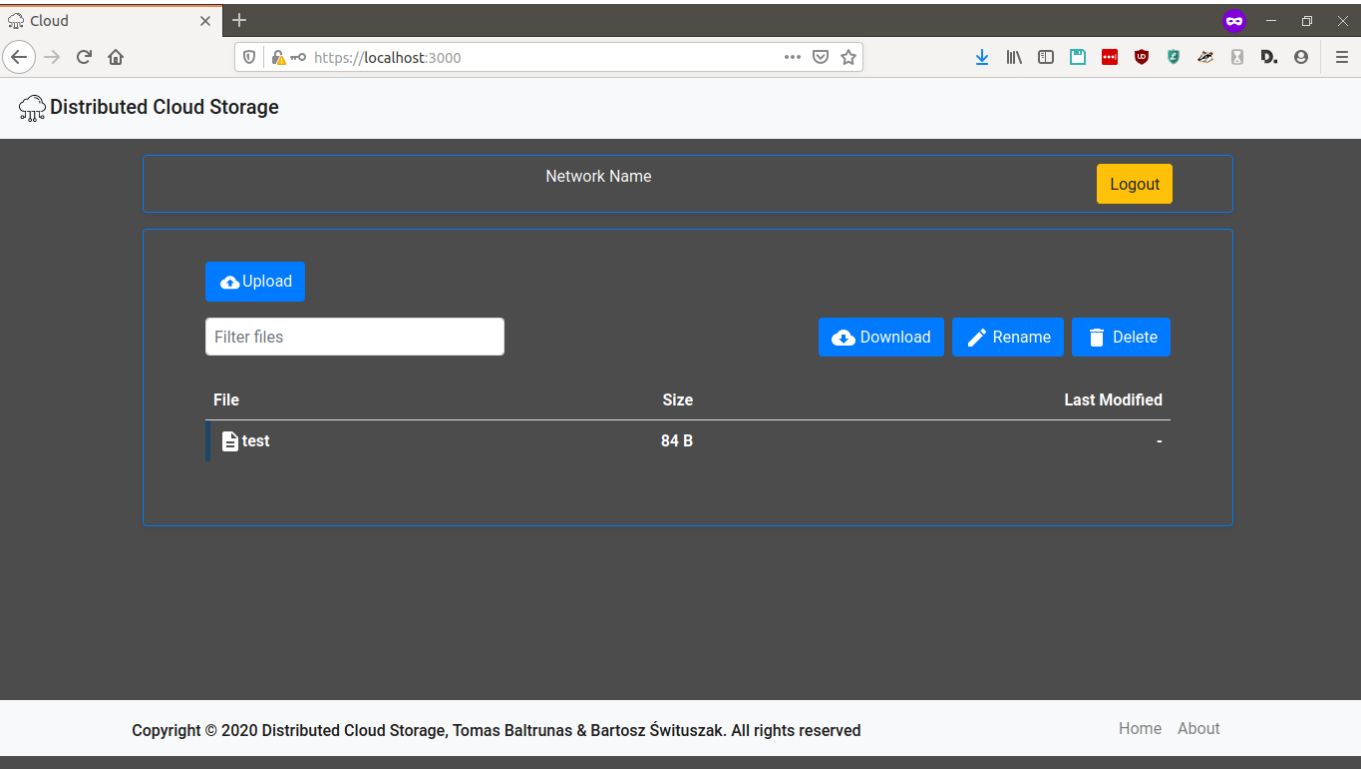 Cloud
https://localhost:3000
Distributed Cloud Storage
Network Name
Logout
Upload
Filter files
Download Rename Delete
File Size Last Modified
test 84 B -
Copyright © 2020 Distributed Cloud Storage, Tomas Baltrunas & Bartosz Śwituszak. All rights reserved
Home About